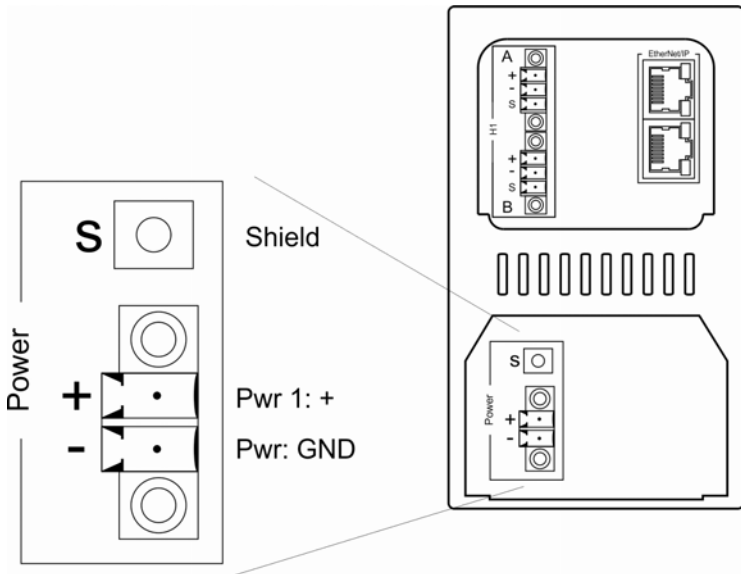 S
Shield
Power
+
Pwr 1: +
-
Pwr: GND
A
+
-
S
H1
+
-
S
B
EtherNet/IP
S
Power
+
-